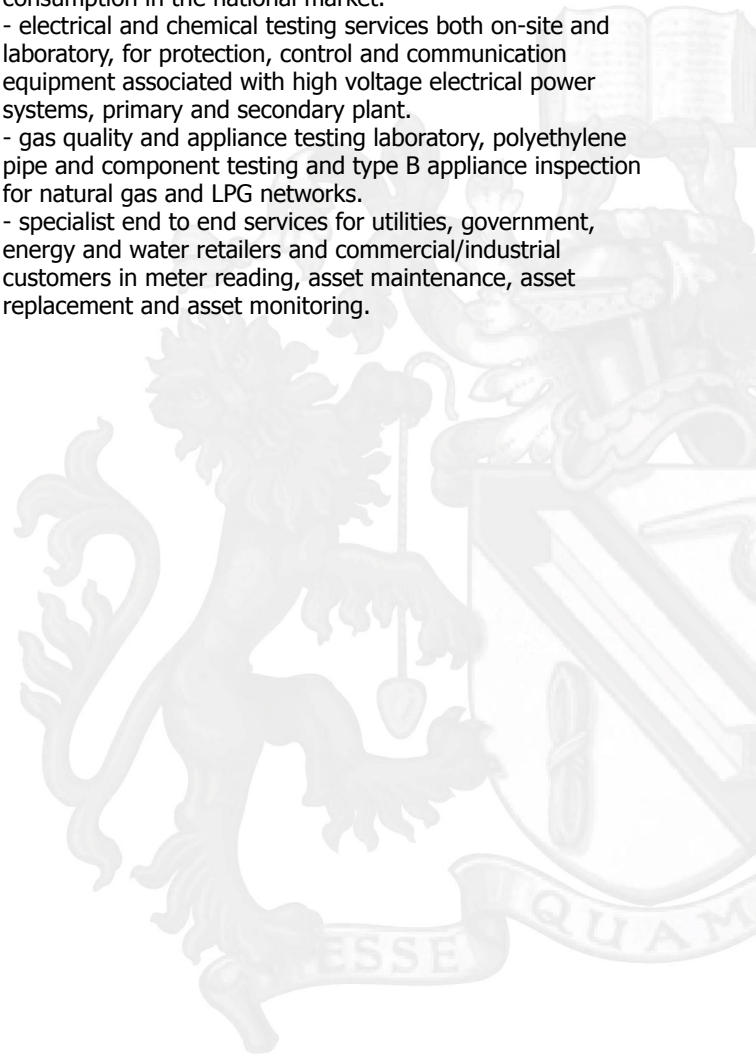 consumption in the national market.
- electrical and chemical testing services both on-site and
laboratory, for protection, control and communication
equipment associated with high voltage electrical power
systems, primary and secondary plant.
- gas quality and appliance testing laboratory, polyethylene
pipe and component testing and type B appliance inspection
for natural gas and LPG networks.
- specialist end to end services for utilities, government,
energy and water retailers and commercial/industrial
customers in meter reading, asset maintenance, asset
replacement and asset monitoring.
ESSE
QUAM